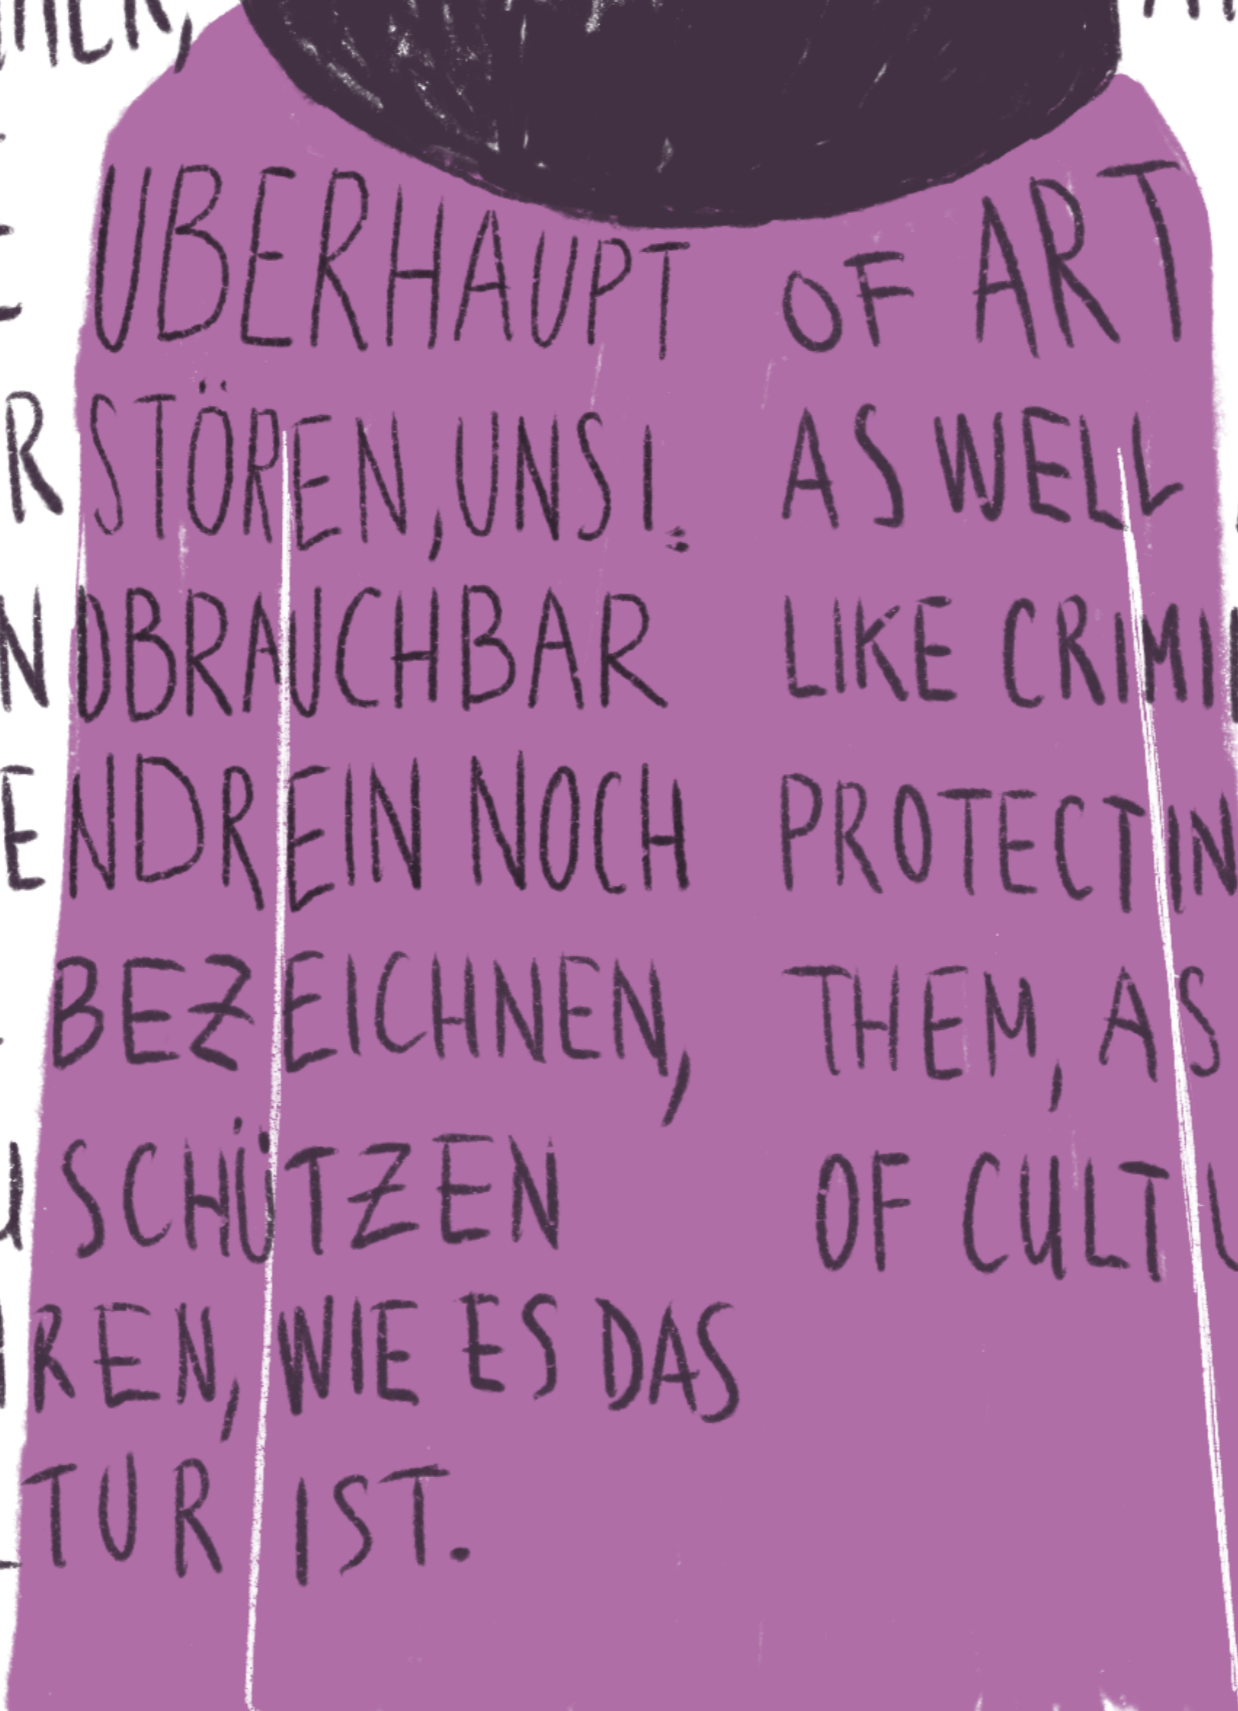 UBERHAUPT
STÖREN, UNSI.
NDBRAUCHBAR
ENDREIN NOCH
BEZEICHNEN,
SCHÜTZEN
REN, WIE ES DAS
TUR IST.
OF ART
AS WELL
LIKE CRIMI
PROTECTIN
THEM, AS
OF CULTU